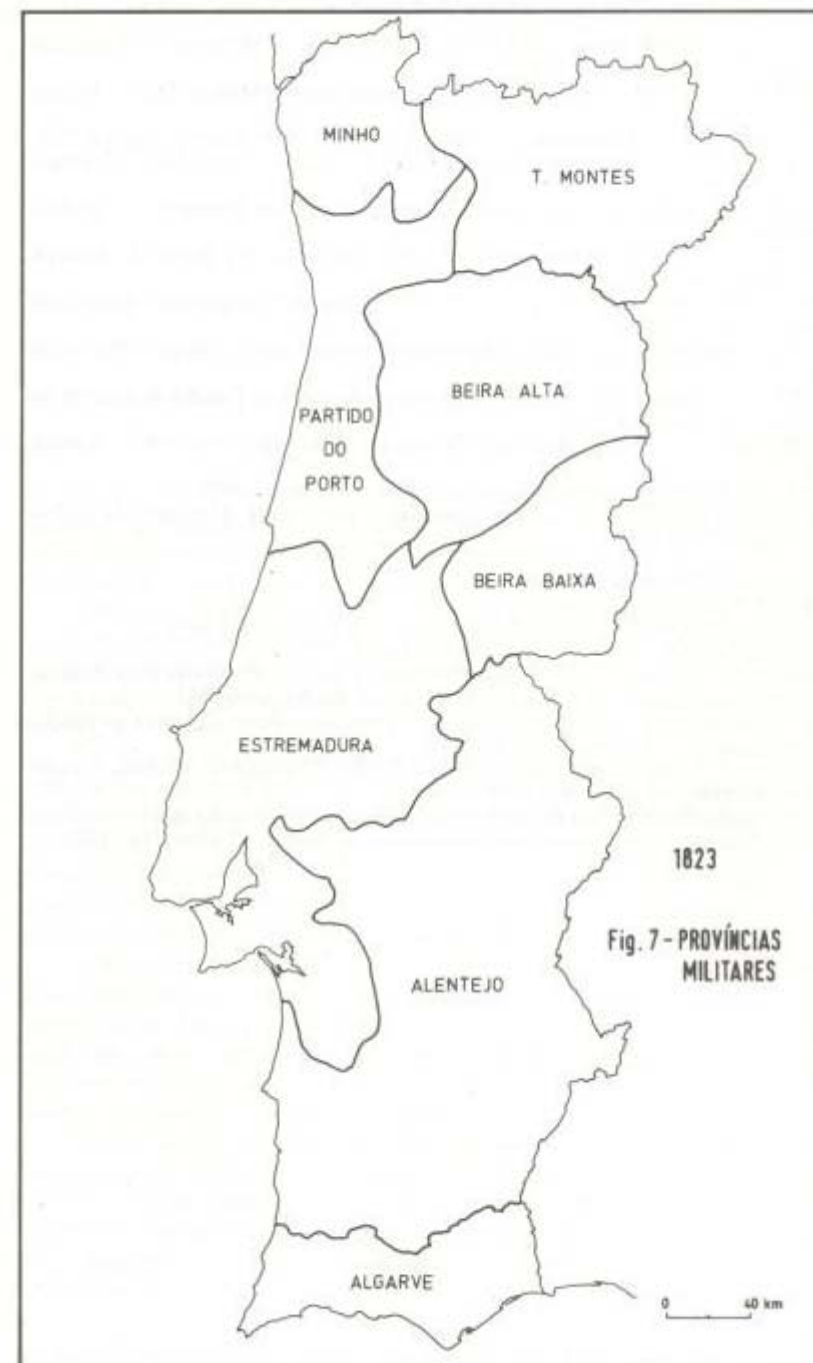 MINHO
T. MONTES
BEIRA ALTA
PARTIDO
DO
PORTO
BEIRA BAIXA
ESTREMADURA
1823
Fig. 7 - PROVÍNCIAS
MILITARES
ALENTEJO
ALGARVE
0 40 km